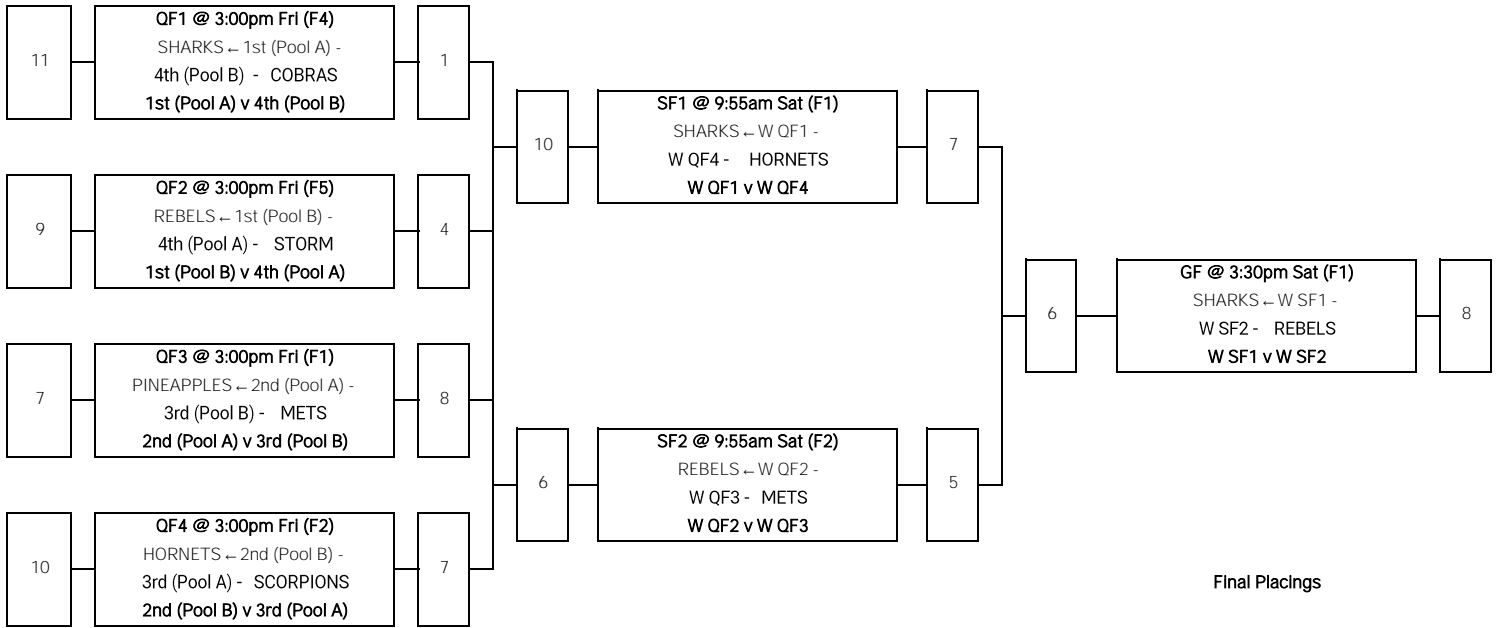 QF1 @ 3:00pm Fri (F4)
11
SHARKS ← 1st (Pool A) -
1
4th (Pool B) - COBRAS
1st (Pool A) v 4th (Pool B)
QF2 @ 3:00pm Fri (F5)
9
REBELS ← 1st (Pool B) -
4
4th (Pool A) - STORM
1st (Pool B) v 4th (Pool A)
QF3 @ 3:00pm Fri (F1)
7
PINEAPPLES ← 2nd (Pool A) -
8
3rd (Pool B) - METS
2nd (Pool A) v 3rd (Pool B)
QF4 @ 3:00pm Fri (F2)
10
HORNETS ← 2nd (Pool B) -
7
3rd (Pool A) - SCORPIONS
2nd (Pool B) v 3rd (Pool A)
SF1 @ 9:55am Sat (F1)
10
SHARKS ← W QF1 -
7
W QF4 - HORNETS
W QF1 v W QF4
SF2 @ 9:55am Sat (F2)
6
REBELS ← W QF2 -
5
W QF3 - METS
W QF2 v W QF3
GF @ 3:30pm Sat (F1)
6
SHARKS ← W SF1 -
8
W SF2 - REBELS
W SF1 v W SF2
Final Placings